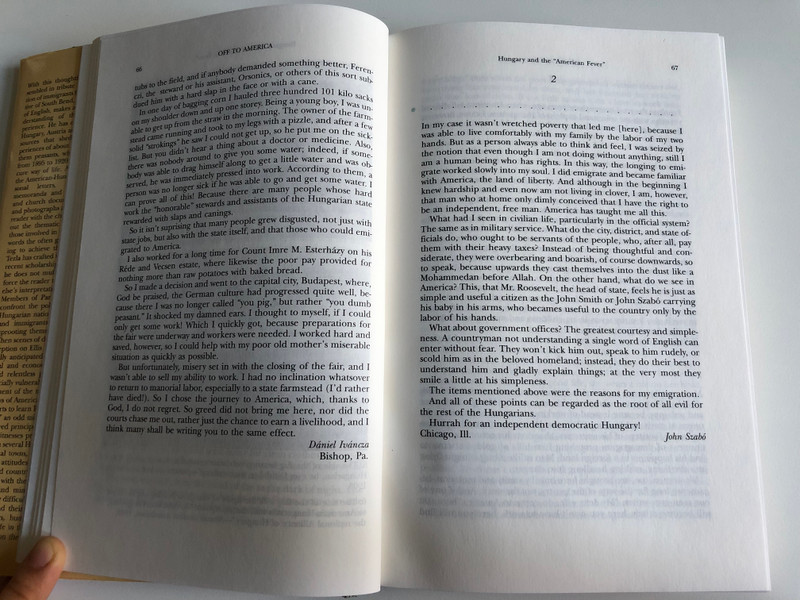 With this thought
66
OFF TO AMERICA
tubs to the field, and if anybody demanded something better, Feren-
cri, the steward or his assistant, Orsonics, or others of this sort sub-
dued him with a hard slap in the face or with a cane.
In one day of bagging corn I hauled three hundred 101 kilo sacks
on my shoulder down and up one storey. Being a young boy, I was un-
able to get up from the straw in the morning. The owner of the farm-
stead came running and took to my legs with a pizzle, and after a few
solid "strokings" he saw I could not get up, so he put me on the sick-
list. But you didn't hear a thing about a doctor or medicine. Also,
there was nobody around to give you some water; indeed, if some-
body was able to drag himself along to get a little water and was ob-
served, he was immediately pressed into work. According to them, a
person was no longer sick if he was able to go and get some water. I
can prove all of this! Because there are many people whose hard
work the "honorable" stewards and assistants of the Hungarian state
rewarded with slaps and canings.
So it isn't surprising that many people grew disgusted, not just with
state jobs, but also with the state itself, and that those who could emi-
grated to America.
I also worked for a long time for Count Imre M. Esterházy on his
Réde and Vecsen estate, where likewise the poor pay provided for
nothing more than raw potatoes with baked bread.
So I made a decision and went to the capital city, Budapest, where,
God be praised, the German culture had progressed quite well, be-
cause there I was no longer called "you pig," but rather "you dumb
peasant." It shocked my damned ears. I thought to myself, if I could
only get some work! Which I quickly got, because preparations for
the fair were underway and workers were needed. I worked hard and
saved, however, so I could help with my poor old mother's miserable
situation as quickly as possible.
But unfortunately, misery set in with the closing of the fair, and I
wasn't able to sell my ability to work. I had no inclination whatsoever
to return to manorial labor, especially to a state farmstead (I'd rather
have died!). So I chose the journey to America, which, thanks to
God, I do not regret. So greed did not bring me here, nor did the
courts chase me out, rather just the chance to earn a livelihood, and I
think many shall be writing you to the same effect.
Dániel Iváncza
Bishop, Pa.
Hungary and the "American Fever"
67
2
In my case it wasn't wretched poverty that led me [here], because I
was able to live comfortably with my family by the labor of my two
hands. But as a person always able to think and feel, I was seized by
the notion that even though I am not doing without anything, still I
am a human being who has rights. In this way, the longing to emi-
grate worked slowly into my soul. I did emigrate and became familiar
with America, the land of liberty. And although in the beginning I
knew hardship and even now am not living in clover, I am, however,
that man who at home only dimly conceived that I have the right to
be an independent, free man. America has taught me all this.
What had I seen in civilian life, particularly in the official system?
The same as in military service. What do the city, district, and state of-
ficials do, who ought to be servants of the people, who, after all, pay
them with their heavy taxes? Instead of being thoughtful and con-
siderate, they were overbearing and boarish, of course downwards, so
to speak, because upwards they cast themselves into the dust like a
Mohammedan before Allah. On the other hand, what do we see in
America? This, that Mr. Roosevelt, the head of state, feels he is just as
simple and useful a citizen as the John Smith or John Szabó carrying
his baby in his arms, who becomes useful to the country only by the
labor of his hands.
What about government offices? The greatest courtesy and simple-
ness. A countryman not understanding a single word of English can
enter without fear. They won't kick him out, speak to him rudely, or
scold him as in the beloved homeland; instead, they do their best to
understand him and gladly explain things; at the very most they
smile a little at his simpleness.
The items mentioned above were the reasons for my emigration.
And all of these points can be regarded as the root of all evil for
the rest of the Hungarians.
Hurrah for an independent democratic Hungary!
Chicago, Ill.
John Szabó